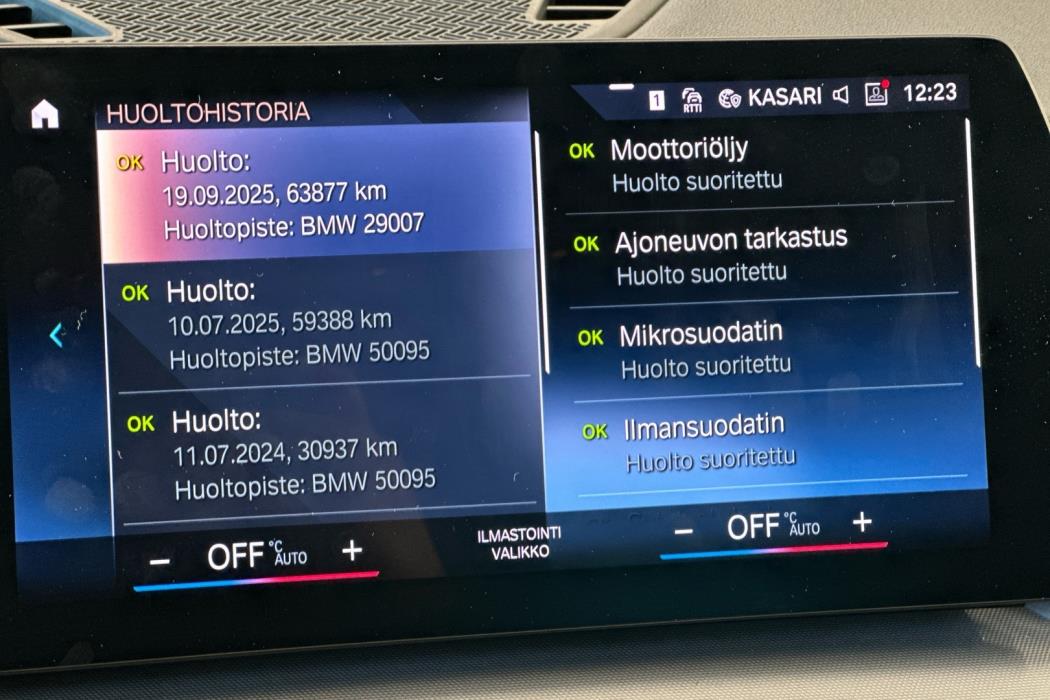 HUOLTOHISTORIA
OK Huolto:
19.09.2025, 63877 km
Huoltopiste: BMW 29007
OK Huolto:
10.07.2025, 59388 km
Huoltopiste: BMW 50095
OK Huolto:
11.07.2024, 30937 km
Huoltopiste: BMW 50095
1 RTTI KASARI 12:23
OK Moottoriöljy
Huolto suoritettu
OK Ajoneuvon tarkastus
Huolto suoritettu
OK Mikrosuodatin
Huolto suoritettu
OK Ilmansuodatin
Huolto suoritettu
− OFF °C AUTO +
ILMASTOINTI
VALIKKO
− OFF °C AUTO +